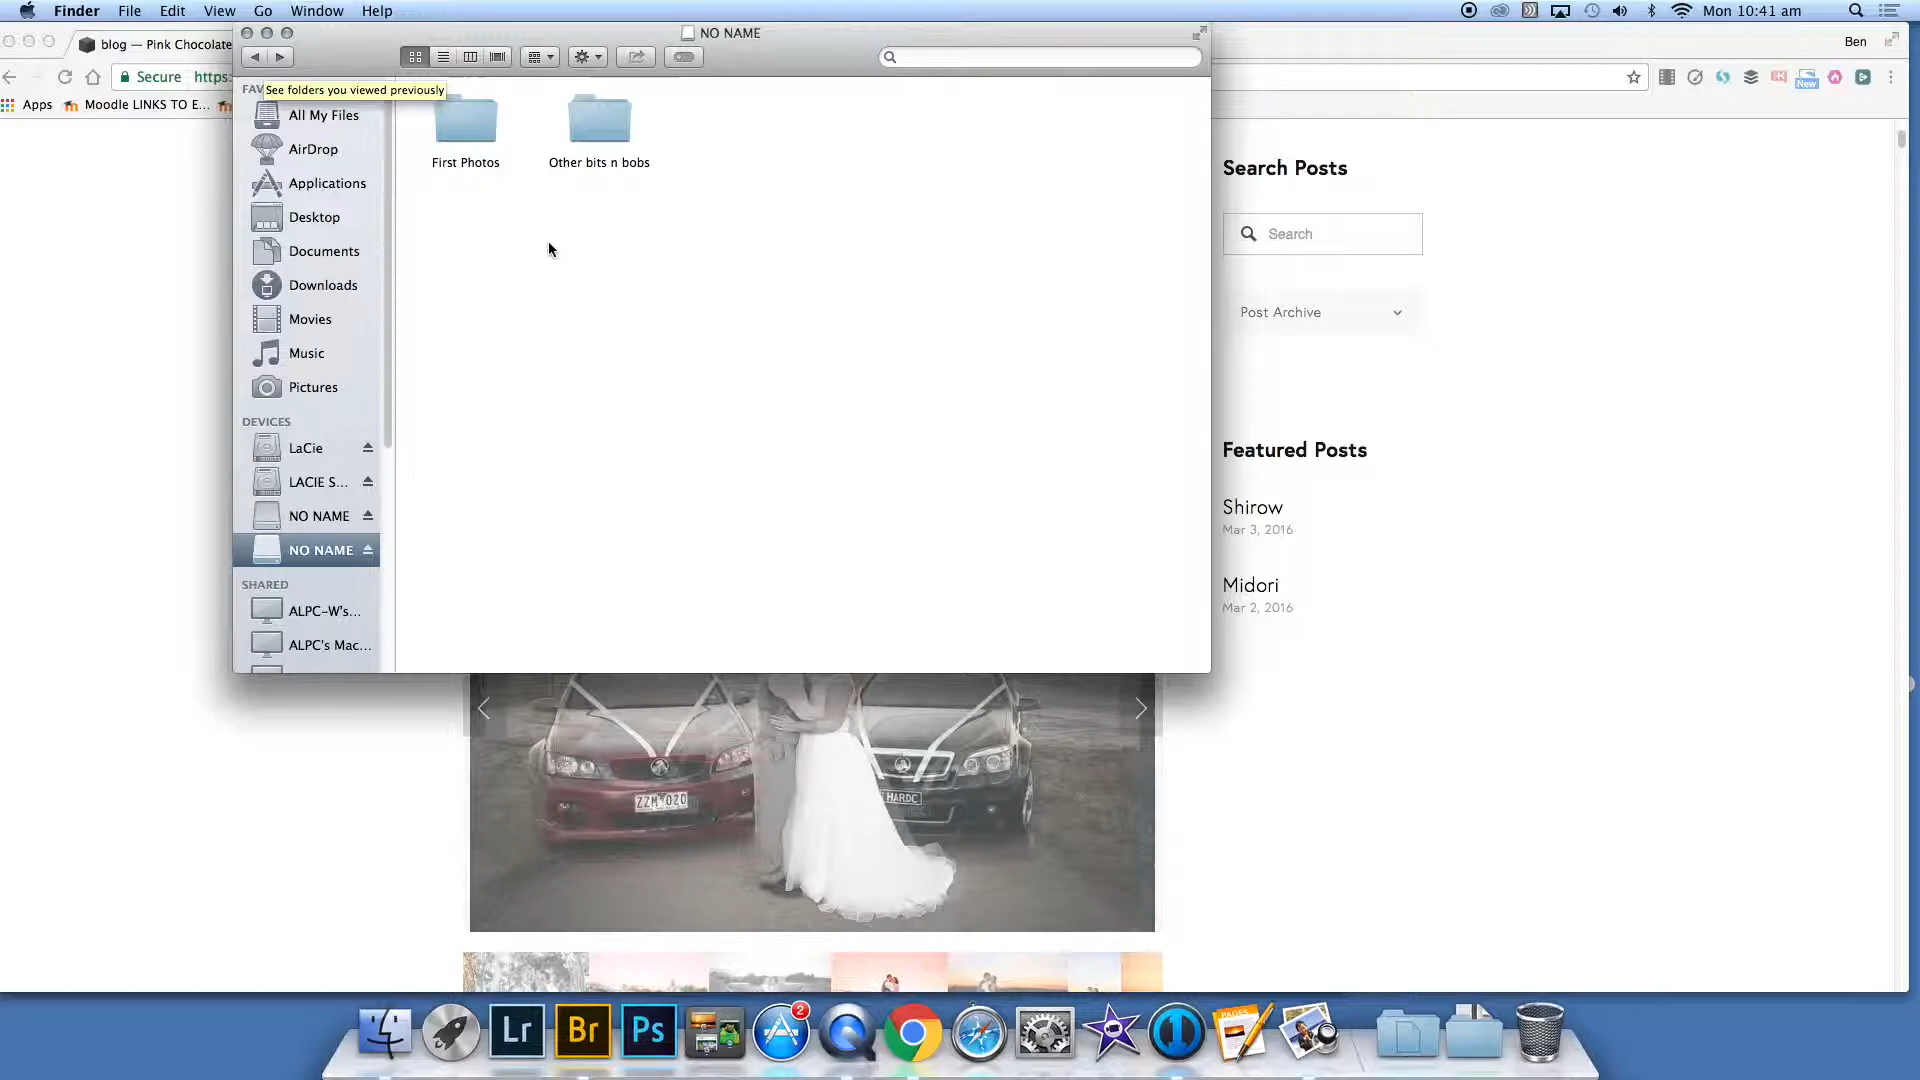 Finder File Edit View Go Window Help
Mon 10:41 am
NO NAME
blog — Pink Chocolate
Ben
Secure https:
New
Apps Moodle LINKS TO E...
See folders you viewed previously
FAV
All My Files
AirDrop
Applications
Desktop
Documents
Downloads
Movies
Music
Pictures
DEVICES
LaCie
LACIE S...
NO NAME
NO NAME
SHARED
ALPC-W's...
ALPC's Mac...
First Photos Other bits n bobs
Search Posts
Search
Post Archive
Featured Posts
Shirow
Mar 3, 2016
Midori
Mar 2, 2016
ZZM 020
HARDC
Lr Br Ps 2